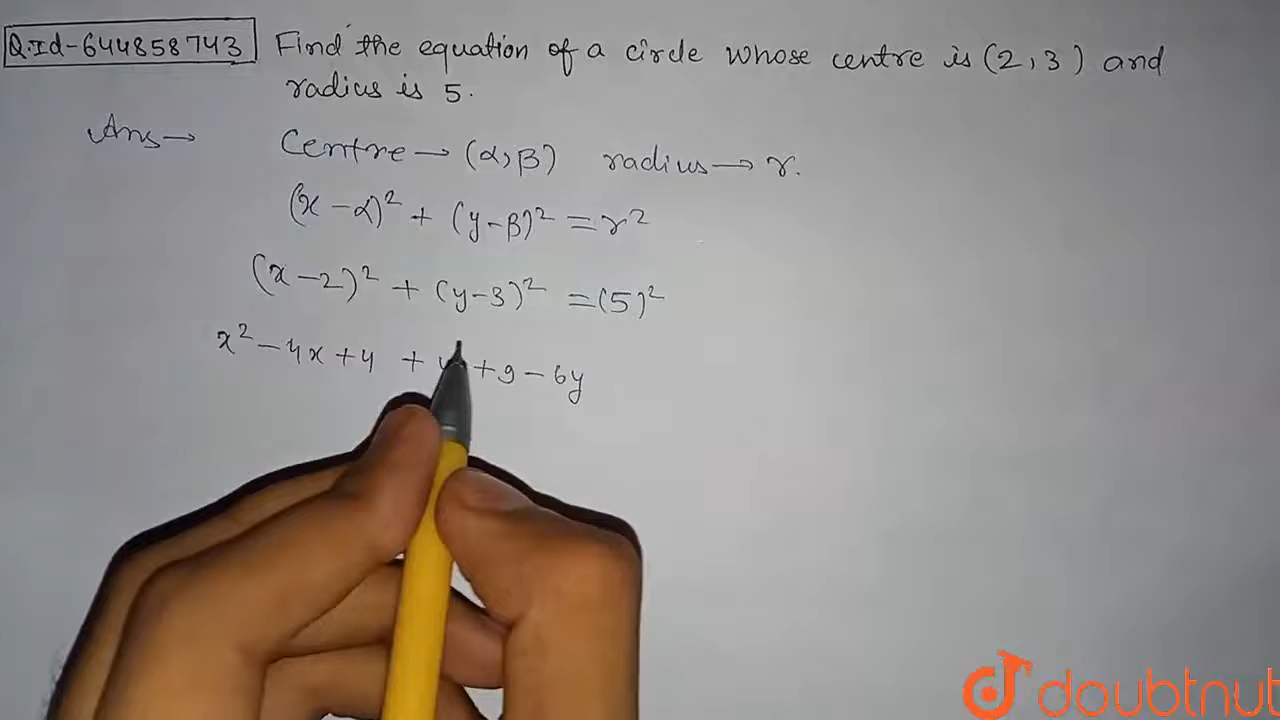 Q.Id-644858743 Find the equation of a circle whose centre is (2,3) and
radius is 5.
Ans→ Centre→(α,β) radius→r.
(x-α)² + (y-β)² = r²
(x-2)² + (y-3)² = (5)²
x² - 4x + 4 + +9 - 6y
doubtnut